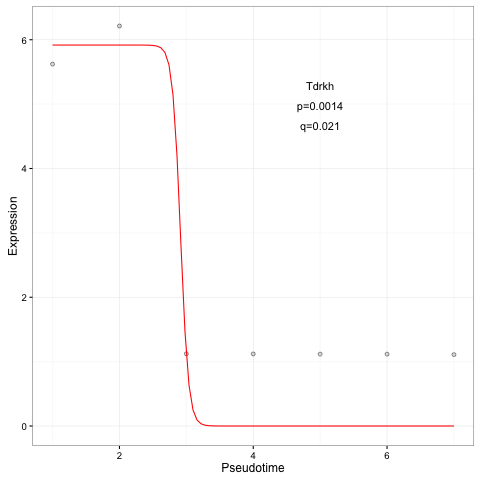 6
Tdrkh
p=0.0014
q=0.021
4
Expression
2
0
2 4 6
Pseudotime